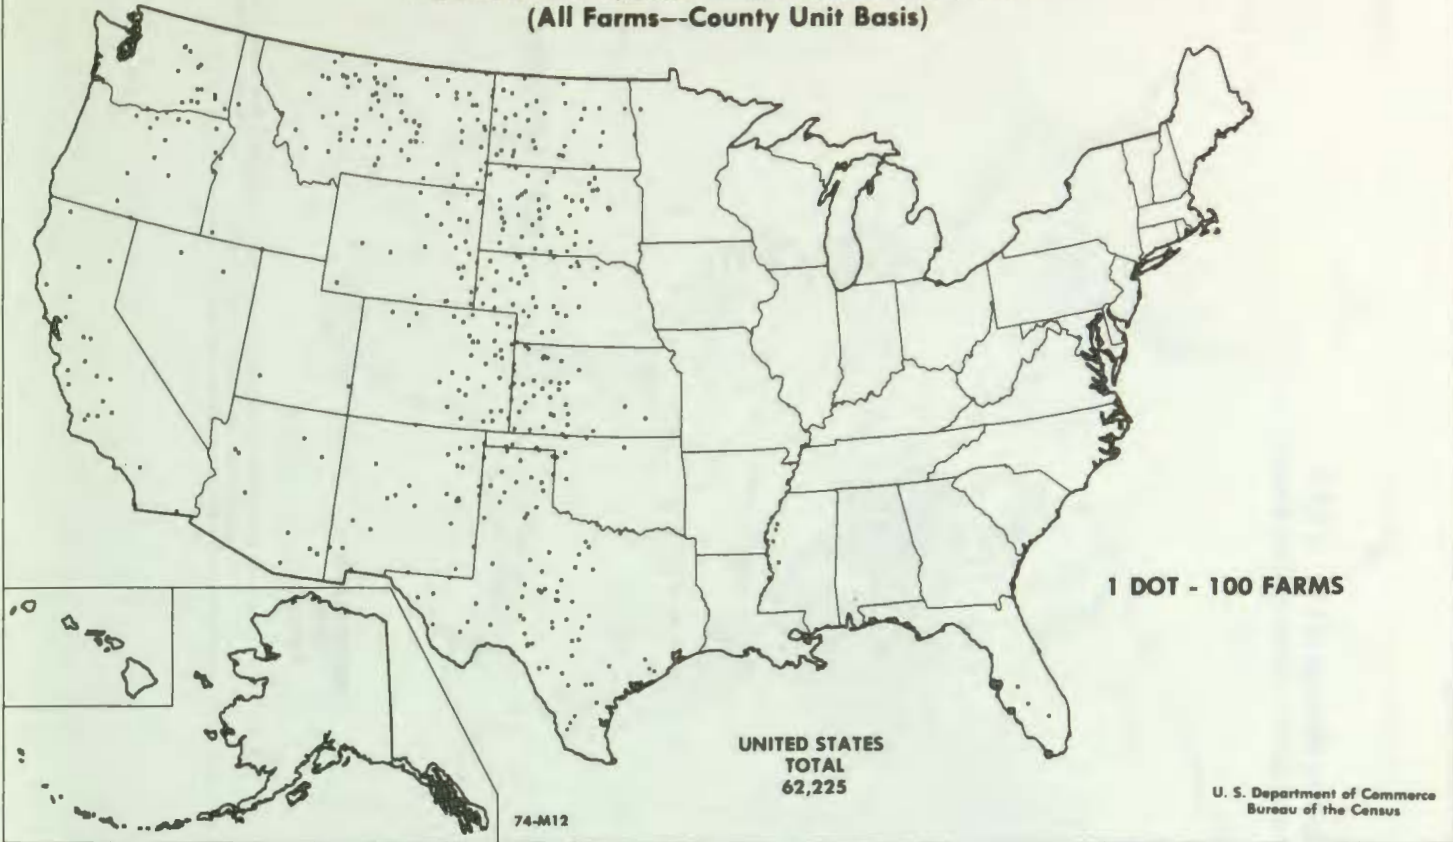 (All Farms--County Unit Basis)
1 DOT - 100 FARMS
UNITED STATES
TOTAL
62,225
U. S. Department of Commerce
Bureau of the Census
74-M12